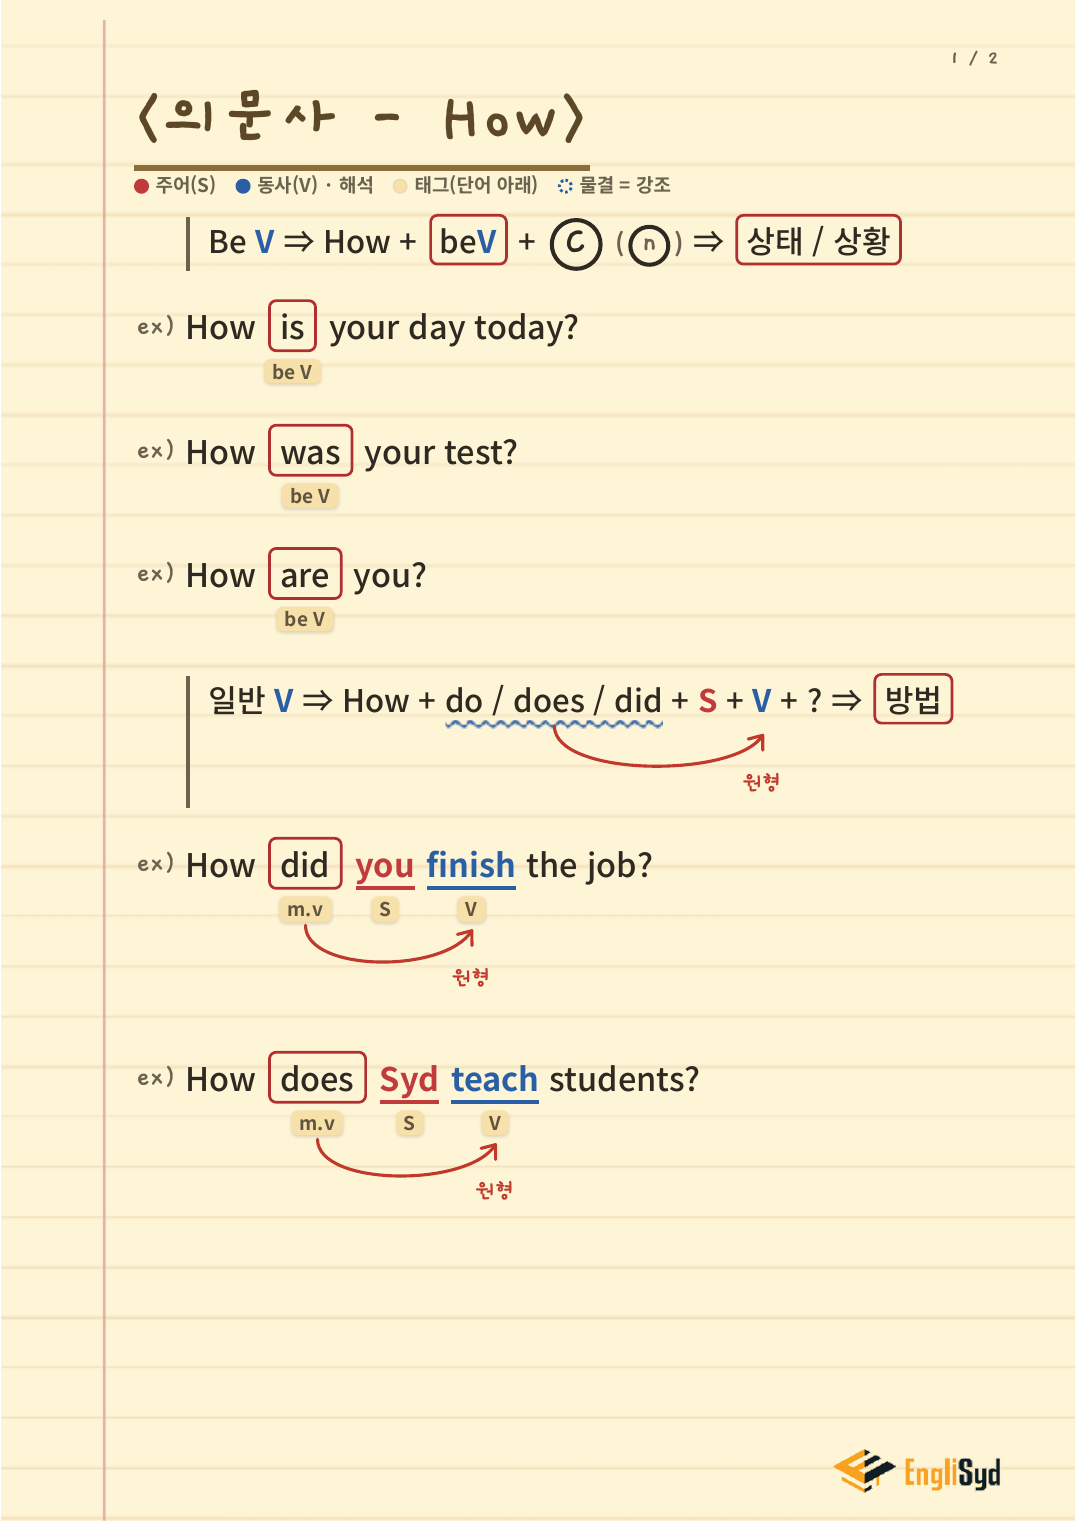 1 / 2
<의문사 - How>
주어(S) 동사(V) · 해석 태그(단어 아래) 물결 = 강조
Be V ⇒ How + beV + C (n) ⇒ 상태 / 상황
ex) How is your day today?
be V
ex) How was your test?
be V
ex) How are you?
be V
일반 V ⇒ How + do / does / did + S + V + ? ⇒ 방법
원형
ex) How did you finish the job?
m.v S V
원형
ex) How does Syd teach students?
m.v S V
원형
EngliSyd